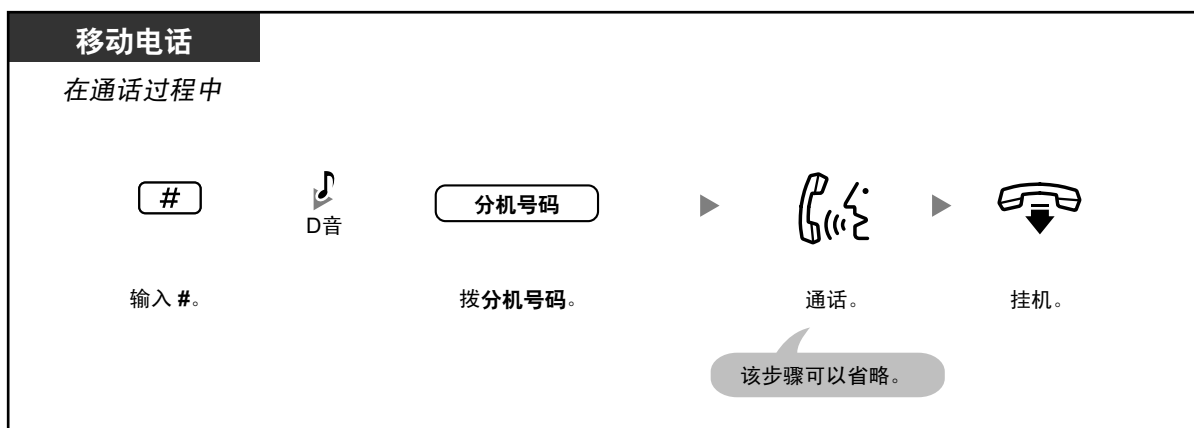 移动电话
在通话过程中
#
D音
分机号码
输入 #。
拨分机号码。
通话。
挂机。
该步骤可以省略。